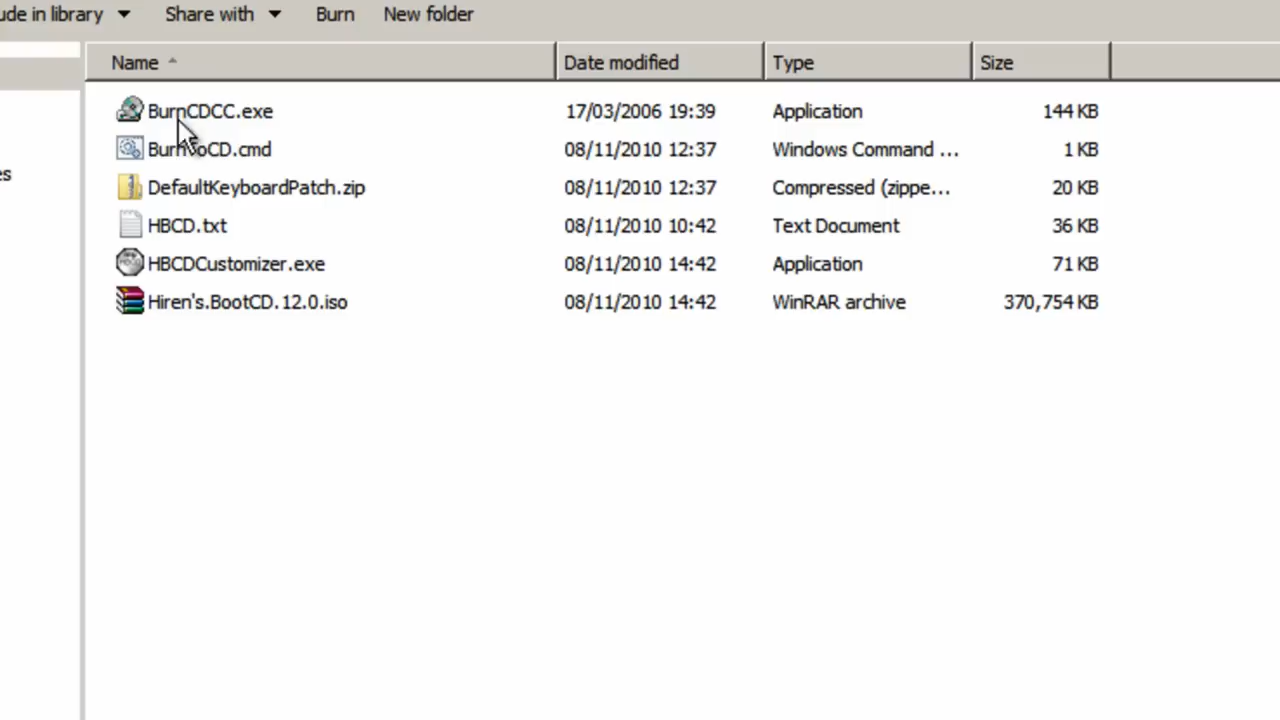 ude in library Share with Burn New folder
Name Date modified Type Size
BurnCDCC.exe 17/03/2006 19:39 Application 144 KB
BurnToCD.cmd 08/11/2010 12:37 Windows Command ... 1 KB
es
DefaultKeyboardPatch.zip 08/11/2010 12:37 Compressed (zippe... 20 KB
HBCD.txt 08/11/2010 10:42 Text Document 36 KB
HBCDCustomizer.exe 08/11/2010 14:42 Application 71 KB
Hiren's.BootCD.12.0.iso 08/11/2010 14:42 WinRAR archive 370,754 KB